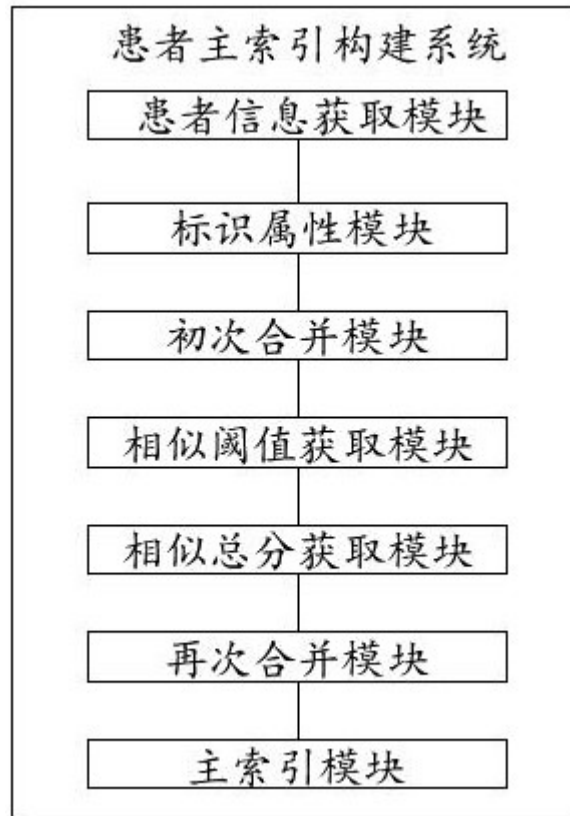 患者主索引构建系统
患者信息获取模块
标识属性模块
初次合并模块
相似阈值获取模块
相似总分获取模块
再次合并模块
主索引模块